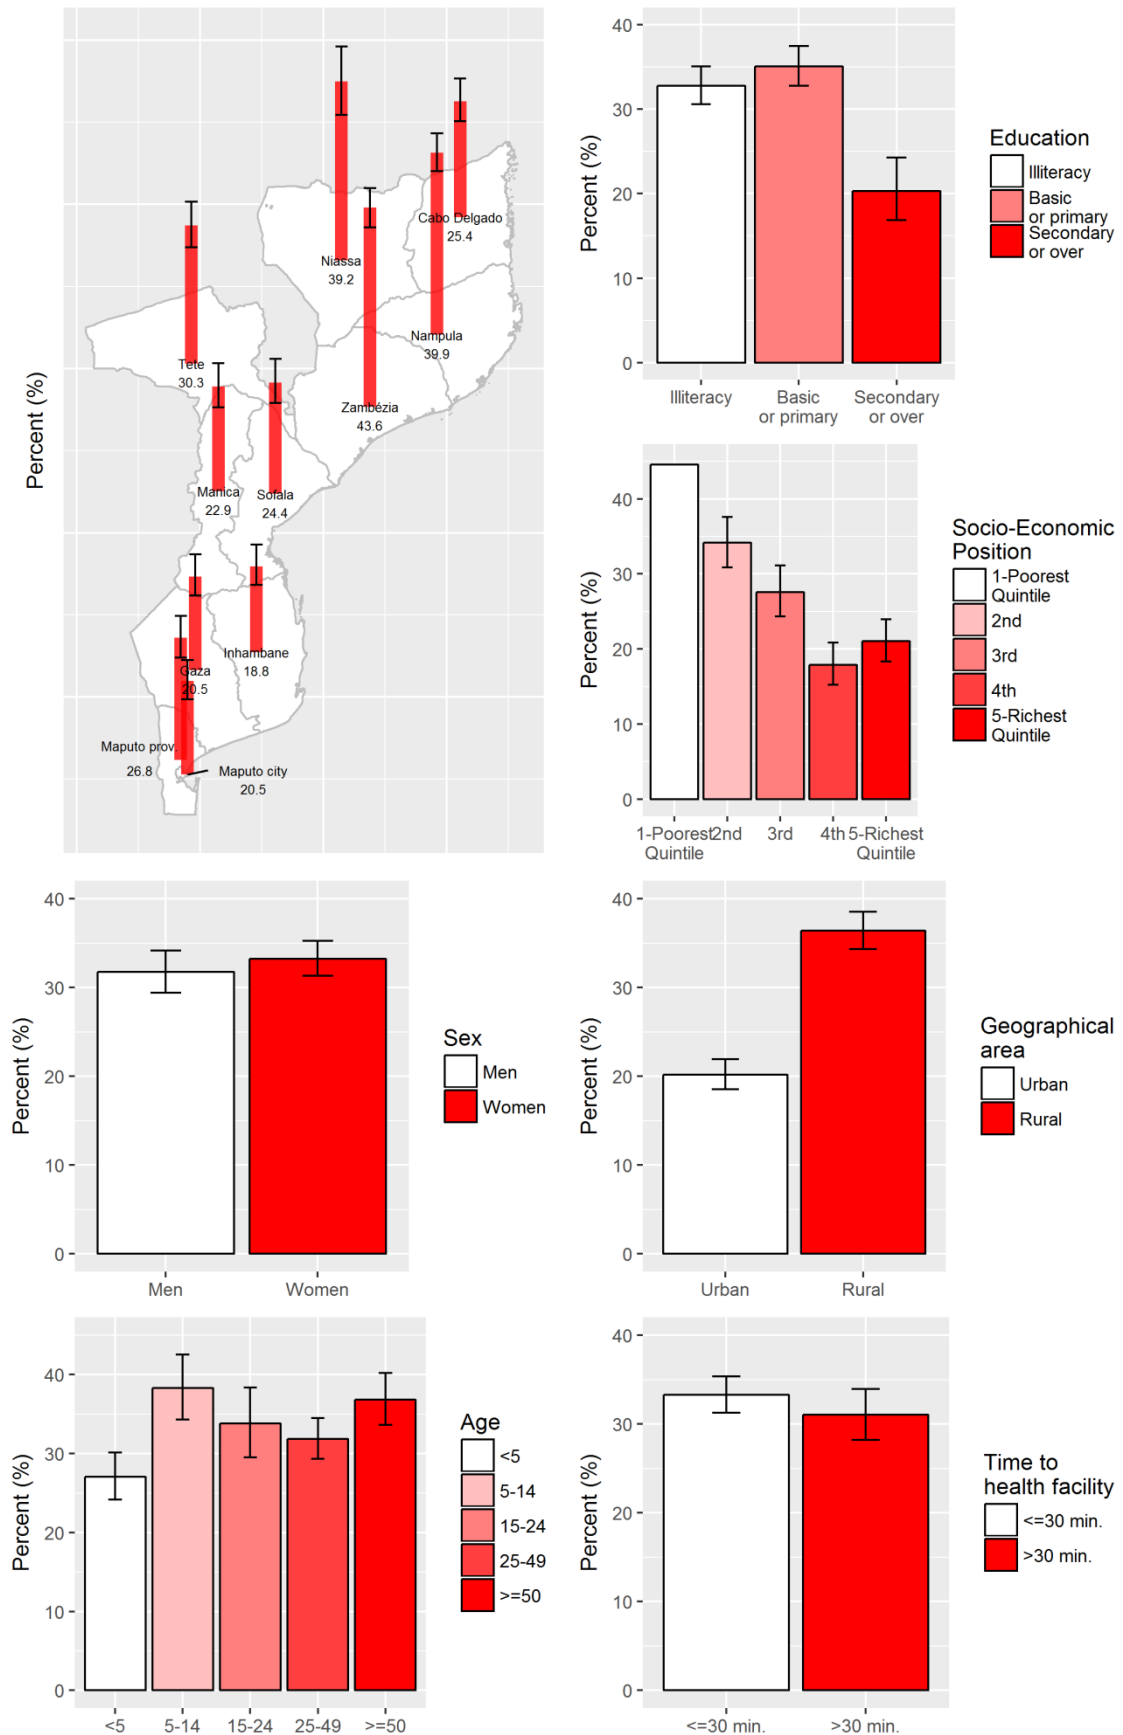 Percent (%)
Niassa
39.2
Cabo Delgado
25.4
Nampula
39.9
Tete
30.3
Zambézia
43.6
Manica
22.9
Sofala
24.4
Gaza
20.5
Inhambane
18.8
Maputo prov.
26.8
Maputo city
20.5
Percent (%)
40
30
20
10
0
Illiteracy
Basic
or primary
Secondary
or over
Education
Illiteracy
Basic
or primary
Secondary
or over
Percent (%)
40
30
20
10
0
1-Poorest
Quintile
2nd
3rd
4th
5-Richest
Quintile
Socio-Economic
Position
1-Poorest
Quintile
2nd
3rd
4th
5-Richest
Quintile
Percent (%)
40
30
20
10
0
Men
Women
Sex
Men
Women
Percent (%)
40
30
20
10
0
Urban
Rural
Geographical
area
Urban
Rural
Percent (%)
40
30
20
10
0
<5
5-14
15-24
25-49
>=50
Age
<5
5-14
15-24
25-49
>=50
Percent (%)
40
30
20
10
0
<=30 min.
>30 min.
Time to
health facility
<=30 min.
>30 min.